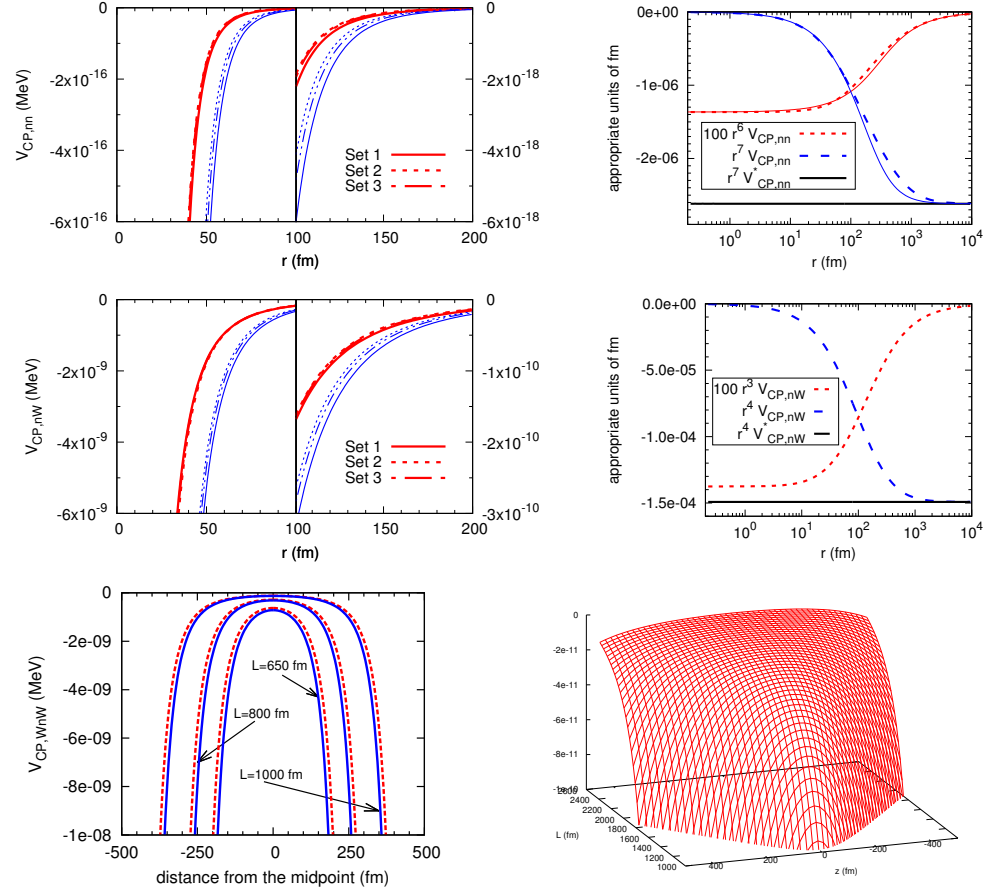 V_CP,nn (MeV)
0
-2x10^-16
-4x10^-16
-6x10^-16
0
-2x10^-18
-4x10^-18
-6x10^-18
Set 1
Set 2
Set 3
0 50 100 150 200
r (fm)
appropriate units of fm
0e+00
-1e-06
-2e-06
100 r^6 V_CP,nn
r^7 V_CP,nn
r^7 V^*_CP,nn
10^0 10^1 10^2 10^3 10^4
r (fm)
V_CP,nW (MeV)
0
-2x10^-9
-4x10^-9
-6x10^-9
0
-1x10^-10
-2x10^-10
-3x10^-10
Set 1
Set 2
Set 3
0 50 100 150 200
r (fm)
appropriate units of fm
0.0e+00
-5.0e-05
-1.0e-04
-1.5e-04
100 r^3 V_CP,nW
r^4 V_CP,nW
r^4 V^*_CP,nW
10^0 10^1 10^2 10^3 10^4
r (fm)
V_CP,WnW (MeV)
0
-2e-09
-4e-09
-6e-09
-8e-09
-1e-08
L=650 fm
L=800 fm
L=1000 fm
-500 -250 0 250 500
distance from the midpoint (fm)
0
-2e-11
-4e-11
-6e-11
-8e-11
-1e-10
2400
2200
2000
1800
1600
1400
1200
1000
L (fm)
400 200 0 -200 -400
z (fm)